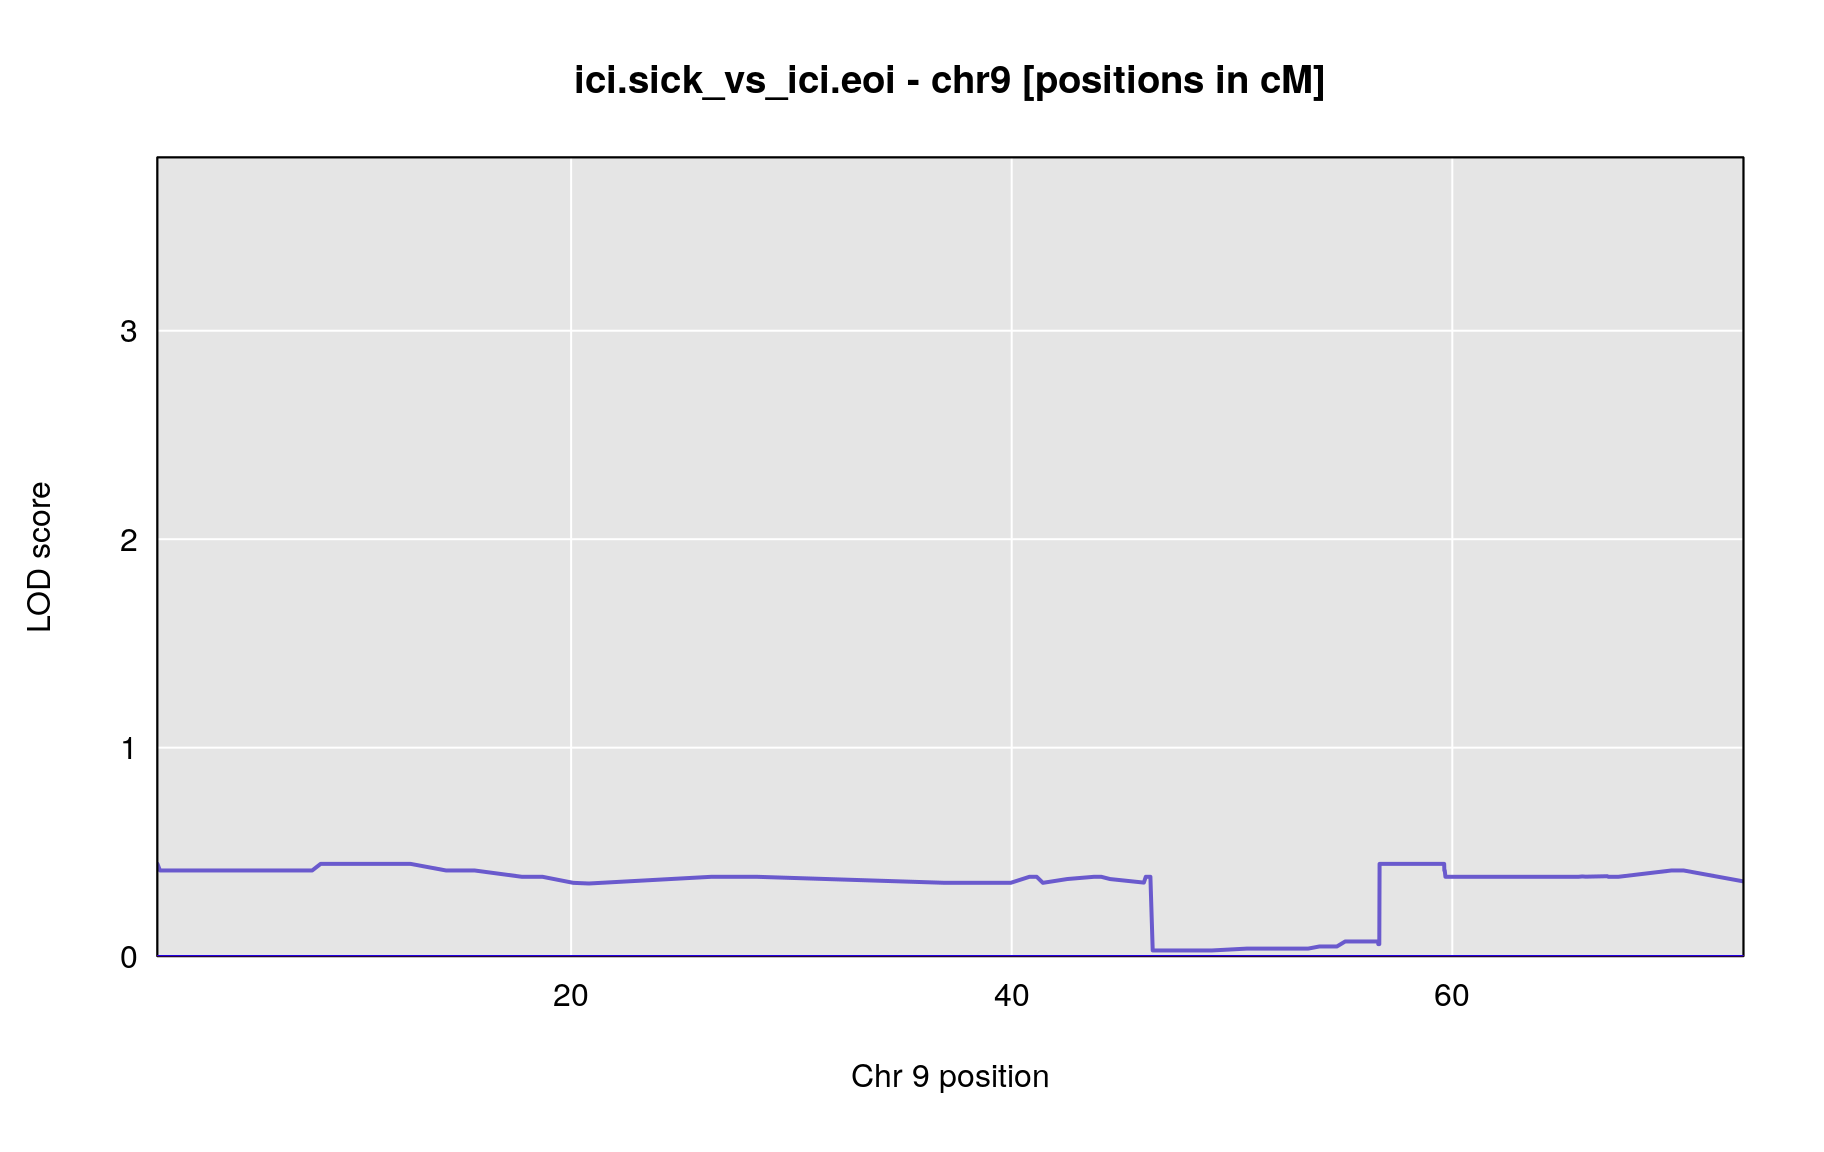 ici.sick_vs_ici.eoi - chr9 [positions in cM]
LOD score
3
2
1
0
20 40 60
Chr 9 position